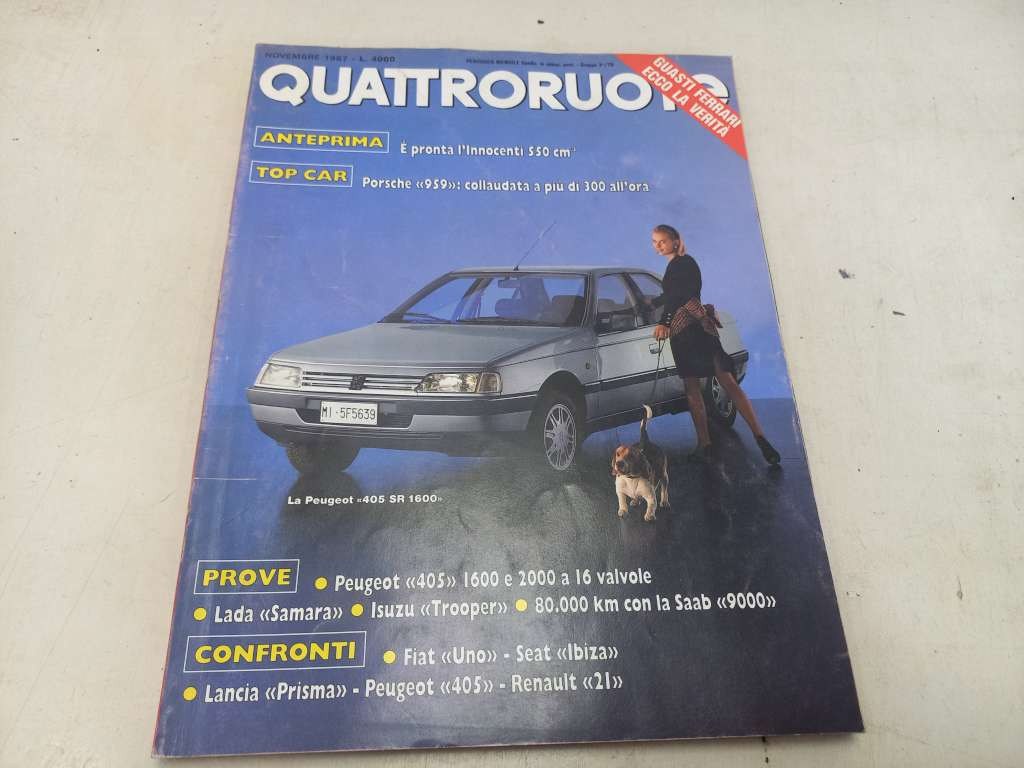 NOVEMBRE 1987 - L. 4000
QUATTRORUOTE
GUASTI FERRARI
ECCO LA VERITÀ
ANTEPRIMA
È pronta l'Innocenti 550 cm³
TOP CAR
Porsche «959»: collaudata a più di 300 all'ora
MI·5F5639
La Peugeot «405 SR 1600»
PROVE ● Peugeot «405» 1600 e 2000 a 16 valvole
● Lada «Samara» ● Isuzu «Trooper» ● 80.000 km con la Saab «9000»
CONFRONTI ● Fiat «Uno» - Seat «Ibiza»
● Lancia «Prisma» - Peugeot «405» - Renault «21»